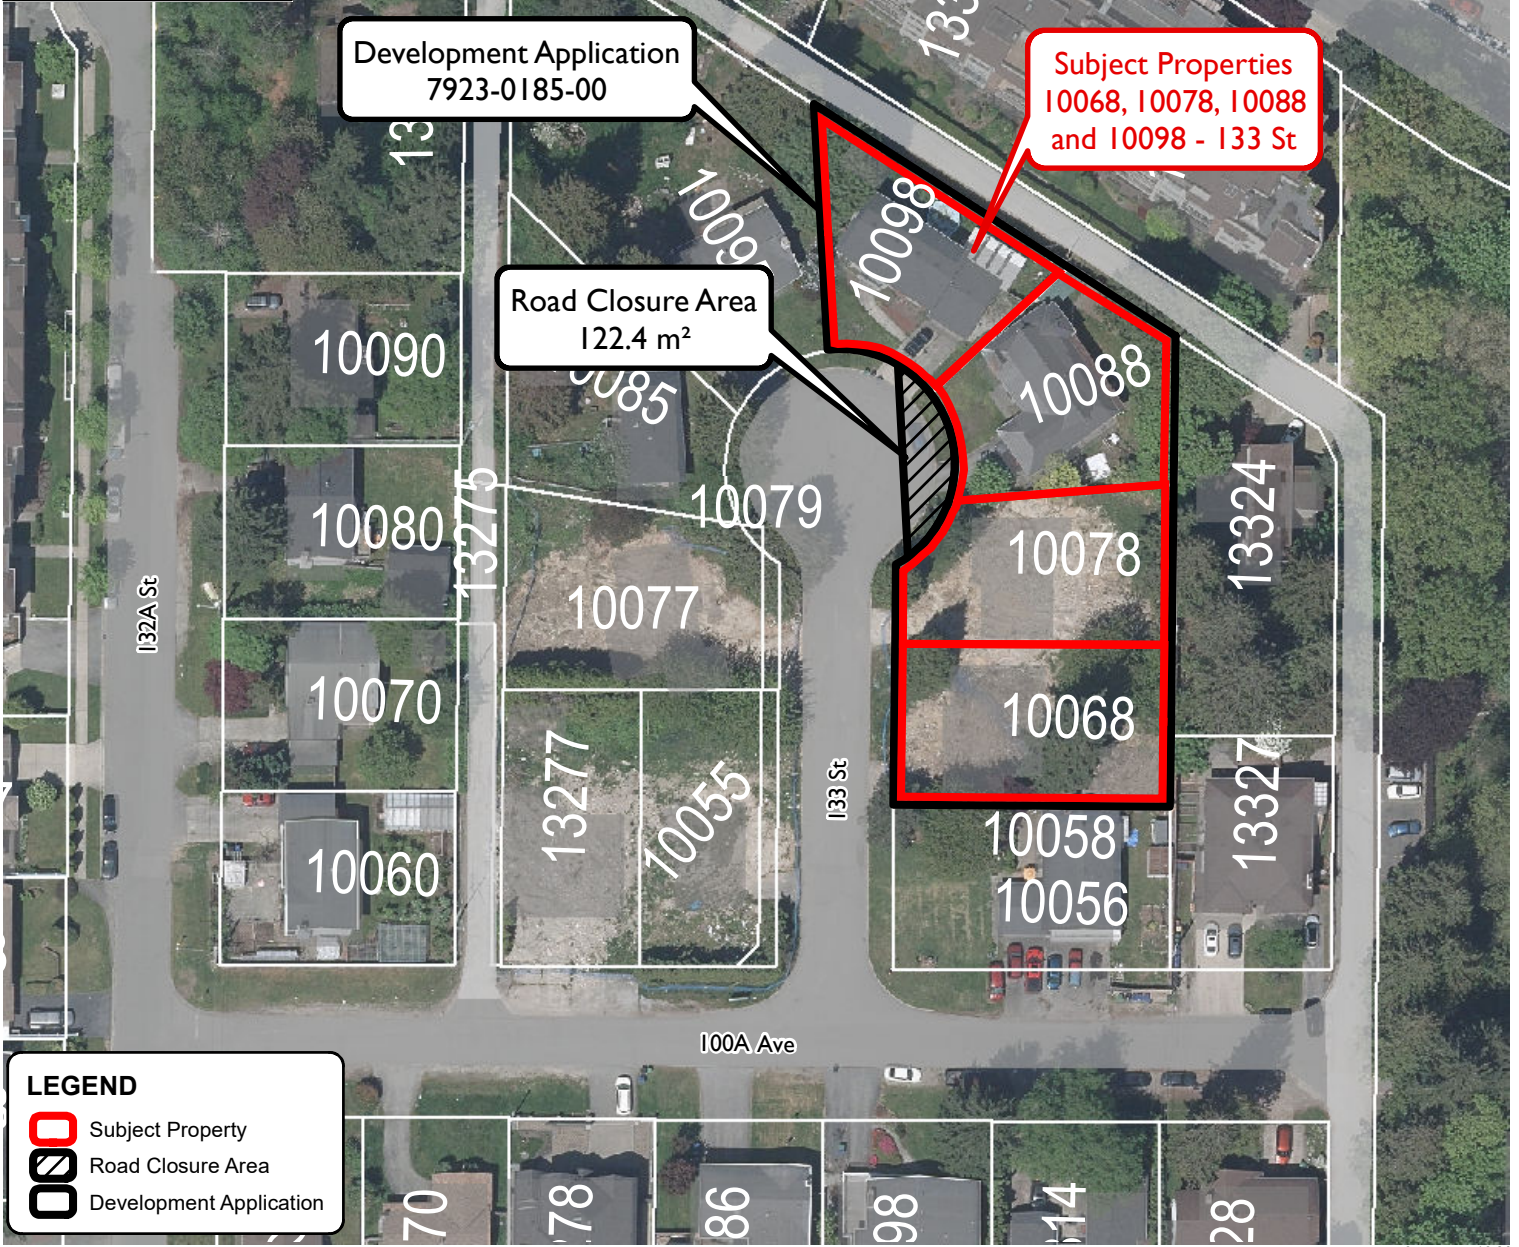 Development Application
7923-0185-00
Subject Properties
10068, 10078, 10088
and 10098 - 133 St
10098
Road Closure Area
122.4 m²
10090
10088
10080
13275
10079
13324
10078
10077
132A St
10070
10068
13277
10055
133 St
13327
10058
10056
10060
100A Ave
LEGEND
Subject Property
Road Closure Area
Development Application